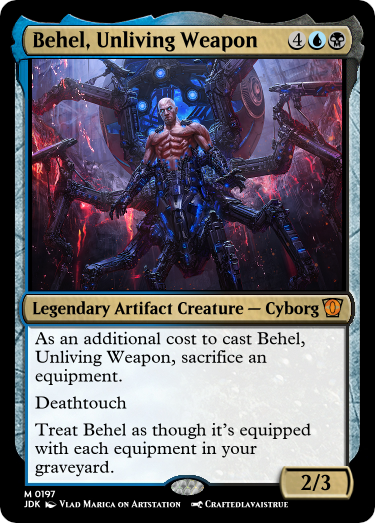 Behel, Unliving Weapon 4
Legendary Artifact Creature — Cyborg
As an additional cost to cast Behel,
Unliving Weapon, sacrifice an
equipment.
Deathtouch
Treat Behel as though it's equipped
with each equipment in your
graveyard.
2/3
M 0197
JDK Vlad Marica on Artstation Craftedlavaistrue